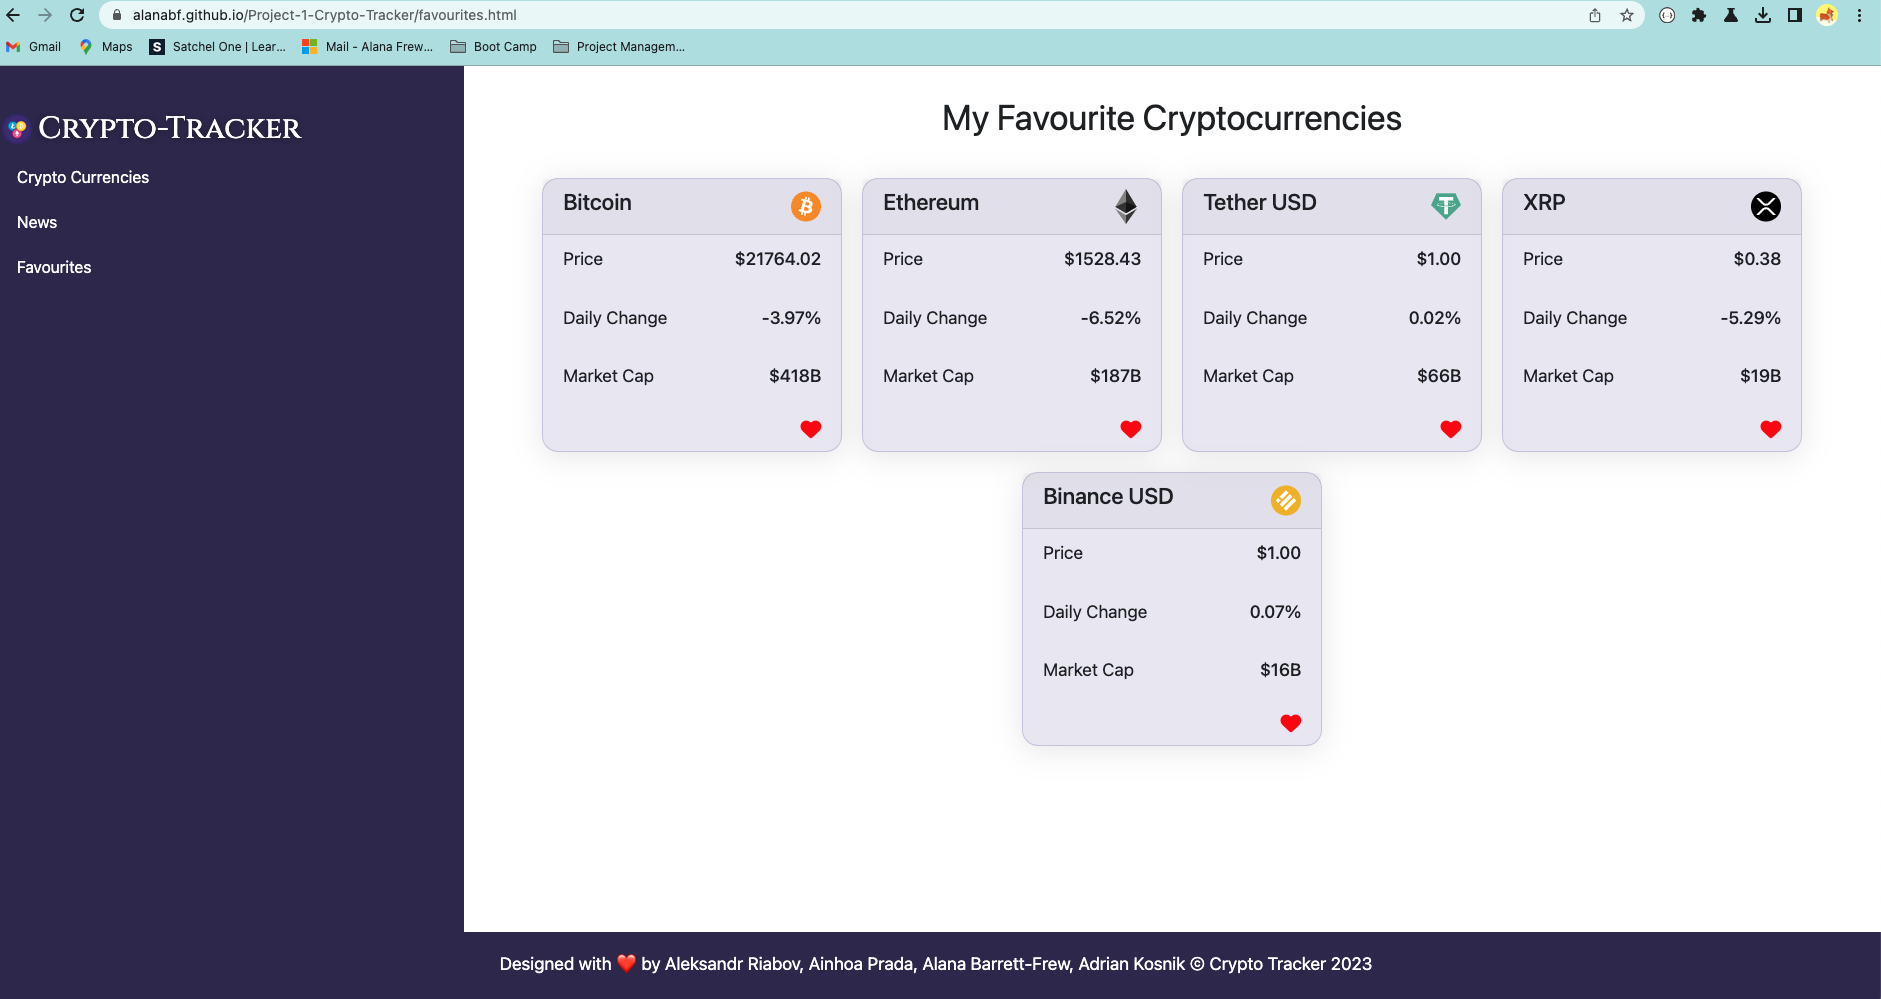 alanabf.github.io/Project-1-Crypto-Tracker/favourites.html
Gmail Maps S Satchel One | Lear... Mail - Alana Frew... Boot Camp Project Managem...
Crypto-Tracker
Crypto Currencies
News
Favourites
My Favourite Cryptocurrencies
Bitcoin
Price $21764.02
Daily Change -3.97%
Market Cap $418B
Ethereum
Price $1528.43
Daily Change -6.52%
Market Cap $187B
Tether USD
Price $1.00
Daily Change 0.02%
Market Cap $66B
XRP
Price $0.38
Daily Change -5.29%
Market Cap $19B
Binance USD
Price $1.00
Daily Change 0.07%
Market Cap $16B
Designed with ❤️ by Aleksandr Riabov, Ainhoa Prada, Alana Barrett-Frew, Adrian Kosnik © Crypto Tracker 2023